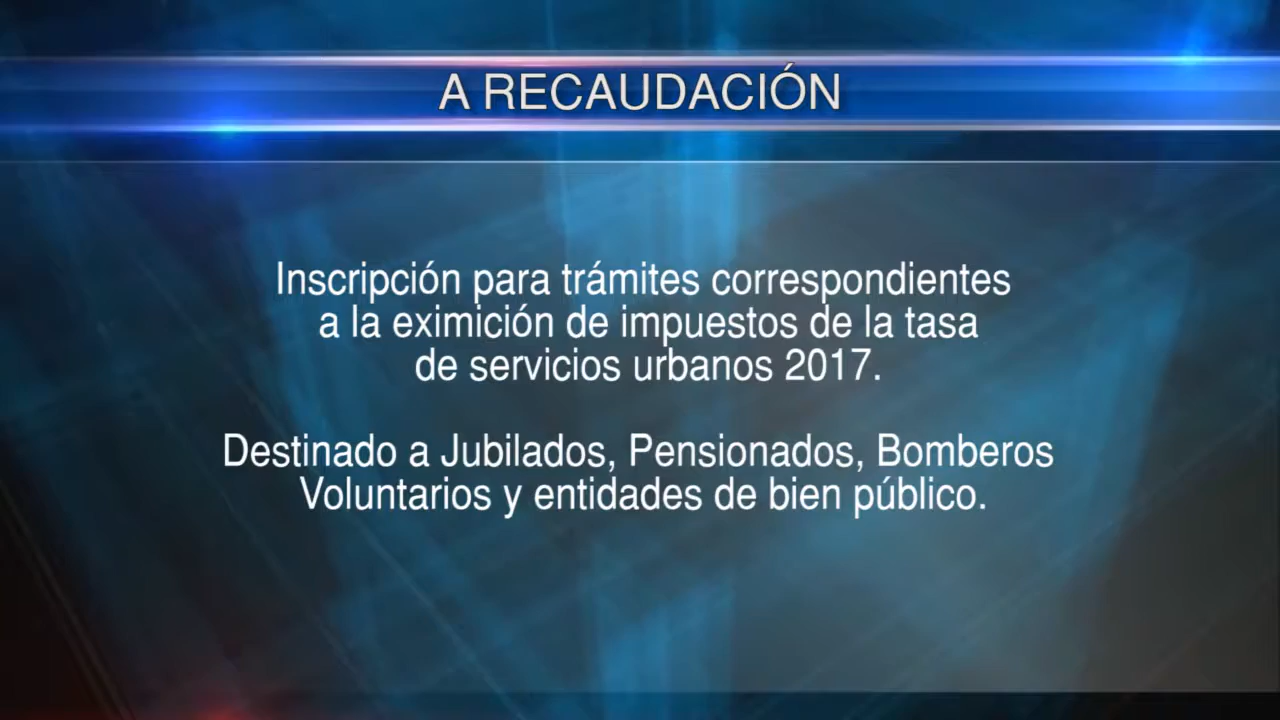 A RECAUDACIÓN
Inscripción para trámites correspondientes
a la eximición de impuestos de la tasa
de servicios urbanos 2017.
Destinado a Jubilados, Pensionados, Bomberos
Voluntarios y entidades de bien público.